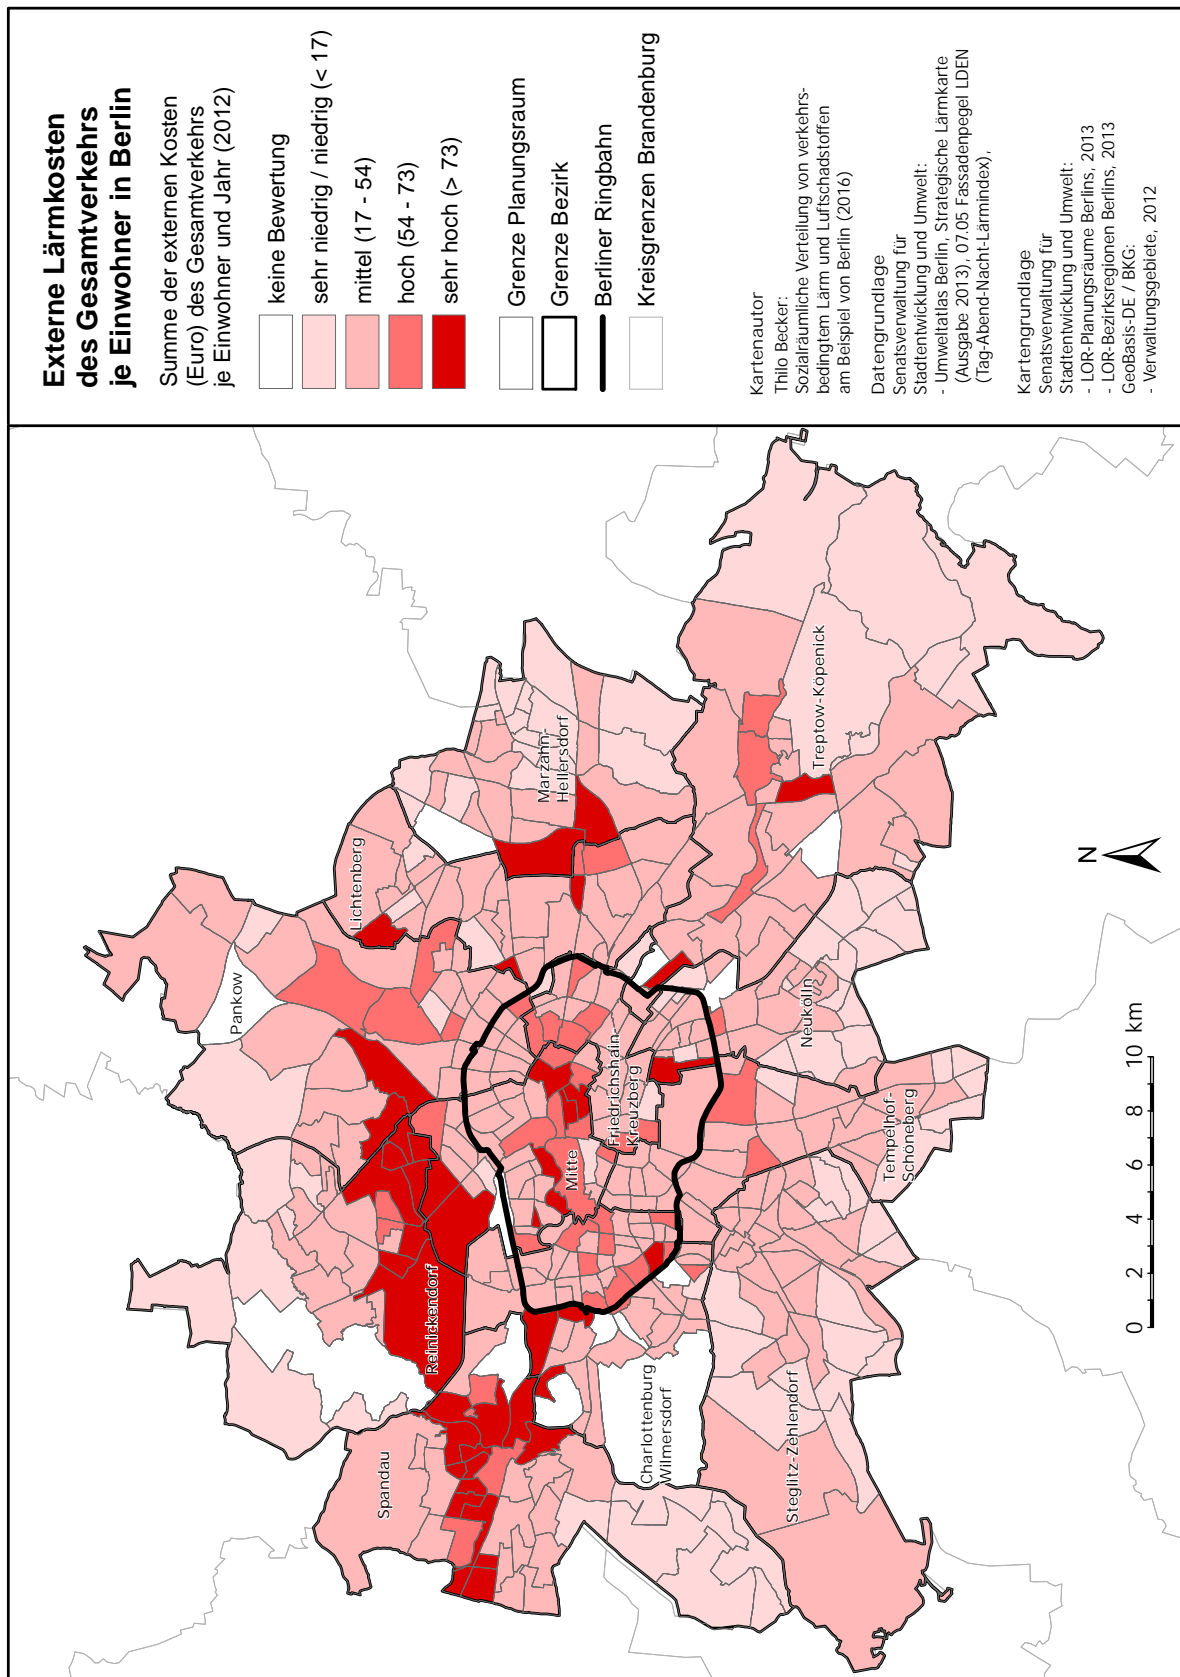 Externe Lärmkosten
des Gesamtverkehrs
je Einwohner in Berlin
Summe der externen Kosten
(Euro) des Gesamtverkehrs
je Einwohner und Jahr (2012)
keine Bewertung
sehr niedrig / niedrig (< 17)
mittel (17 - 54)
hoch (54 - 73)
sehr hoch (> 73)
Grenze Planungsraum
Grenze Bezirk
Berliner Ringbahn
Kreisgrenzen Brandenburg
Kartenautor
Thilo Becker:
Sozialräumliche Verteilung von verkehrs-
bedingtem Lärm und Luftschadstoffen
am Beispiel von Berlin (2016)
Datengrundlage
Senatsverwaltung für
Stadtentwicklung und Umwelt:
- Umweltatlas Berlin, Strategische Lärmkarte
(Ausgabe 2013), 07.05 Fassadenpegel LDEN
(Tag-Abend-Nacht-Lärmindex),
Kartengrundlage
Senatsverwaltung für
Stadtentwicklung und Umwelt:
- LOR-Planungsräume Berlins, 2013
- LOR-Bezirksregionen Berlins, 2013
GeoBasis-DE / BKG:
- Verwaltungsgebiete, 2012
Pankow
Lichtenberg
Reinickendorf
Spandau
Marzahn-
Hellersdorf
Mitte
Friedrichshain-
Kreuzberg
Charlottenburg
Wilmersdorf
Treptow-Köpenick
Neukölln
Tempelhof-
Schöneberg
Steglitz-Zehlendorf
N
0 2 4 6 8 10 km